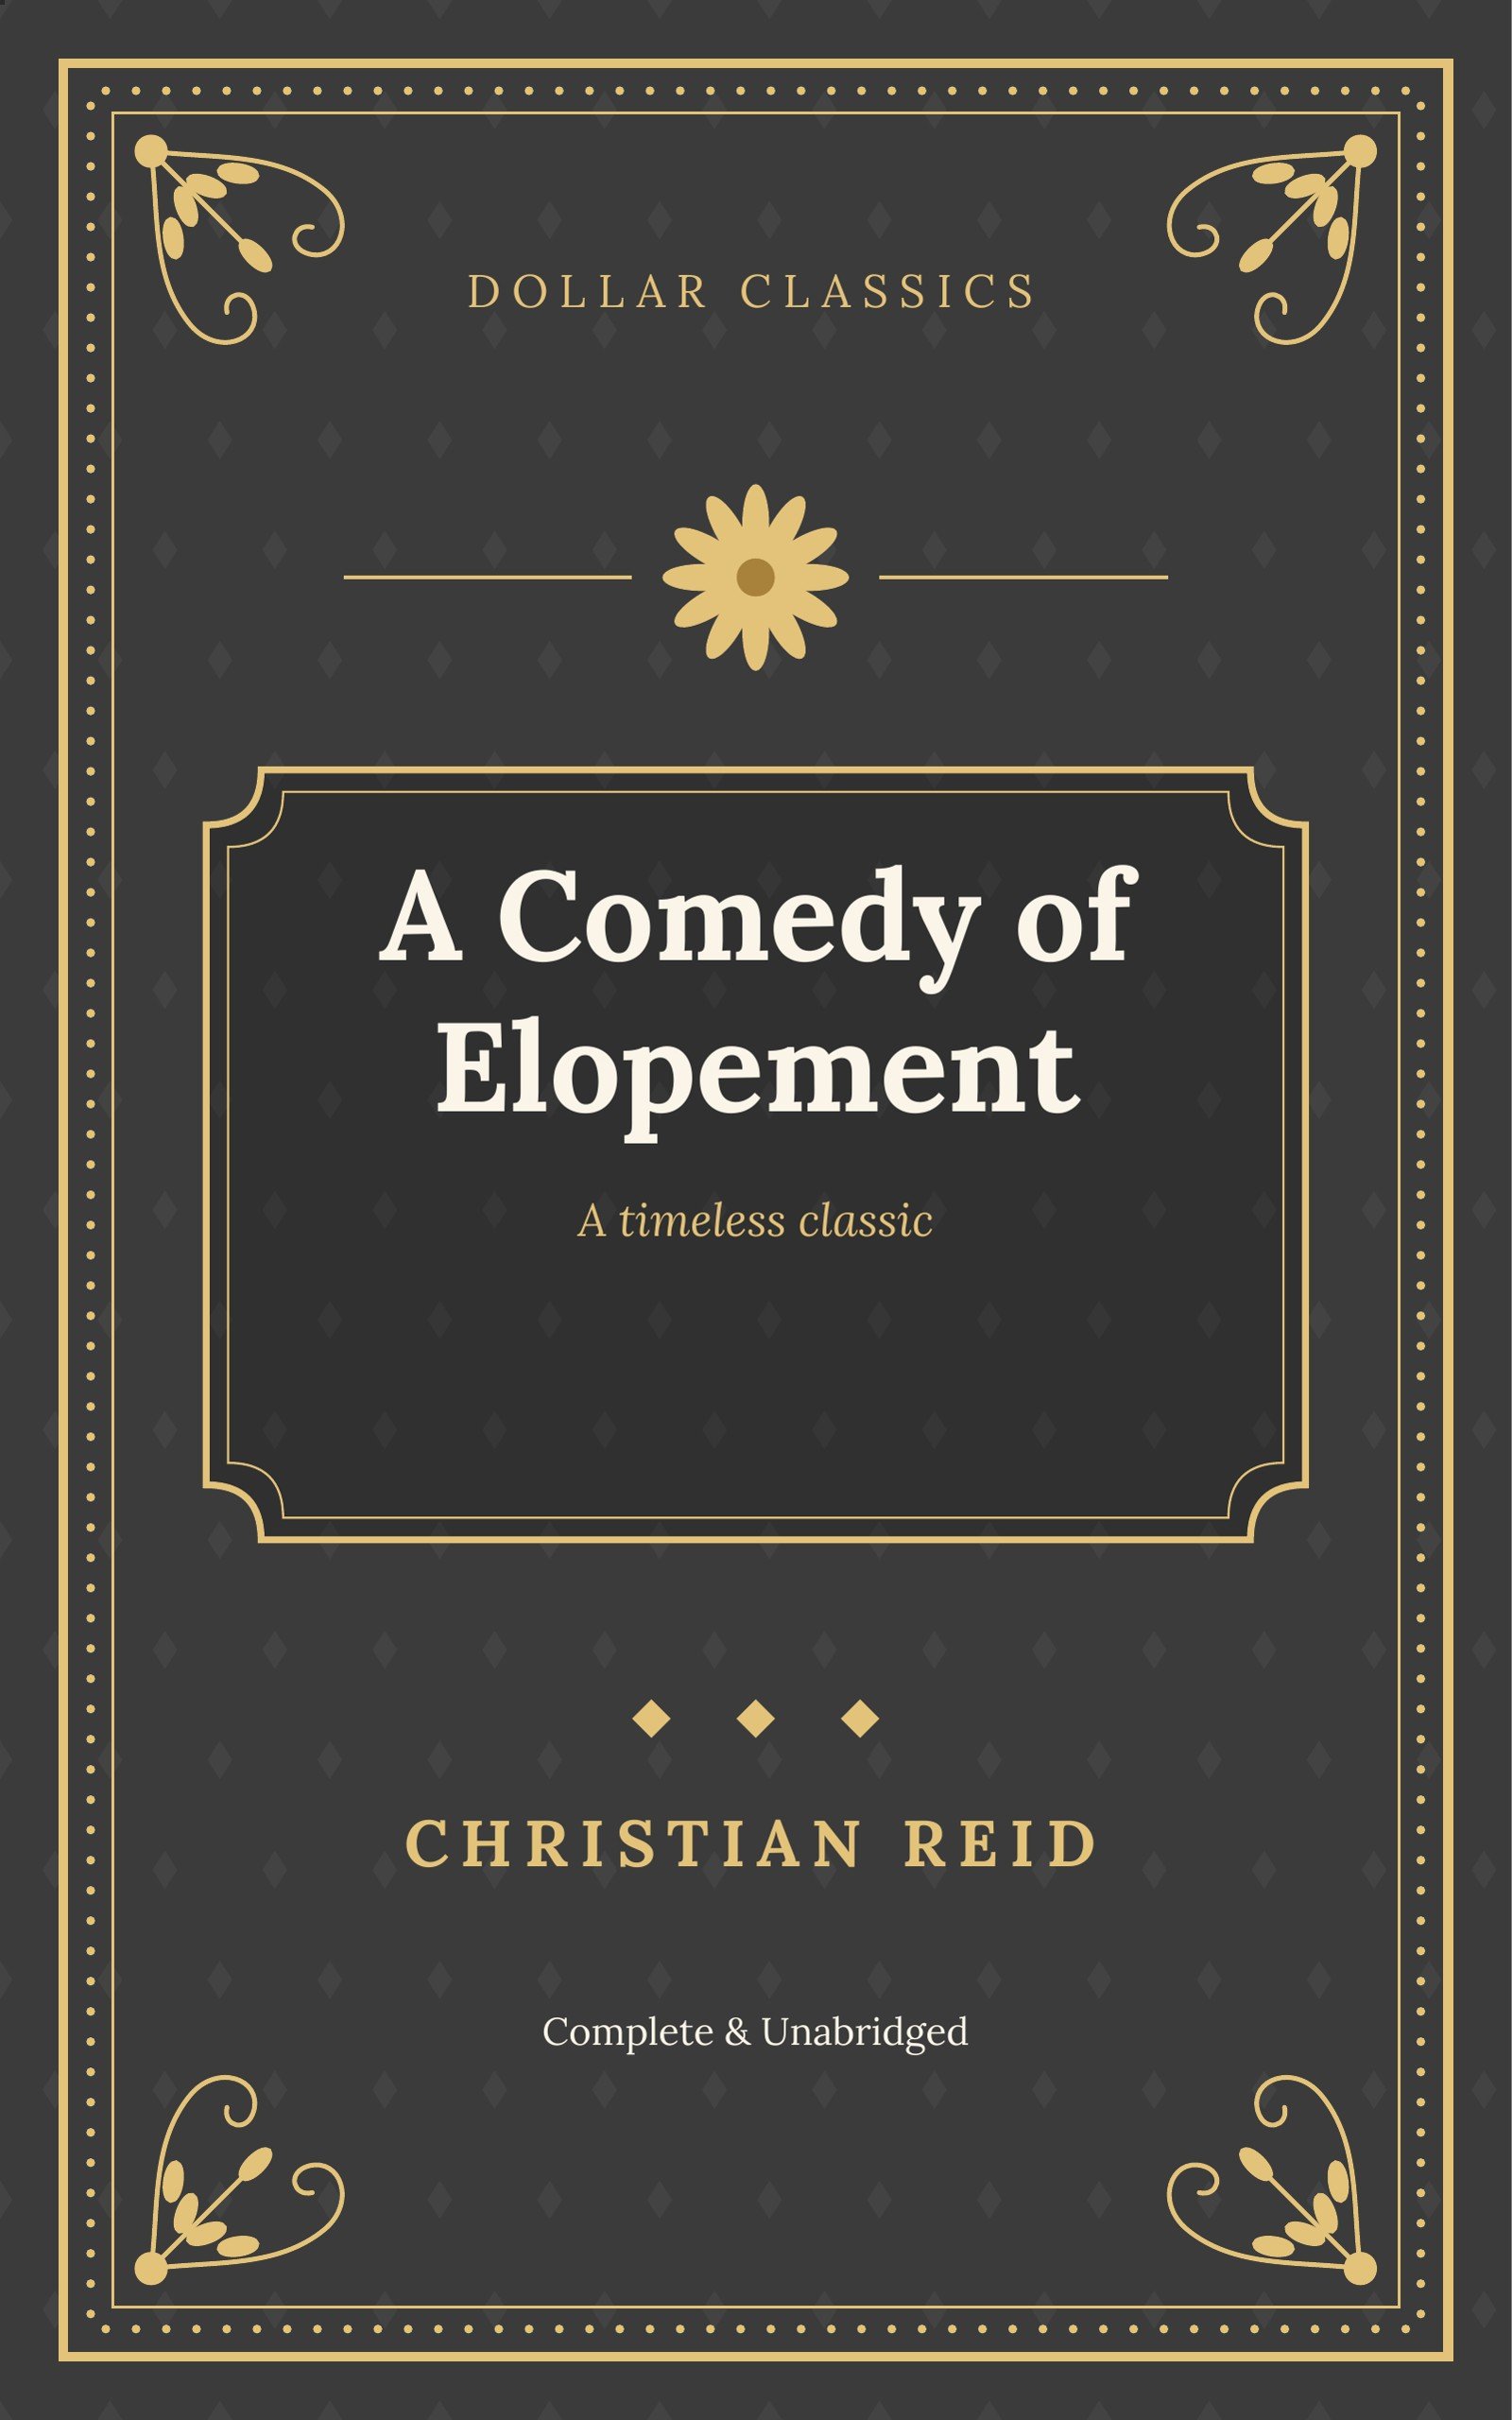 DOLLAR CLASSICS
A Comedy of
Elopement
A timeless classic
CHRISTIAN REID
Complete & Unabridged